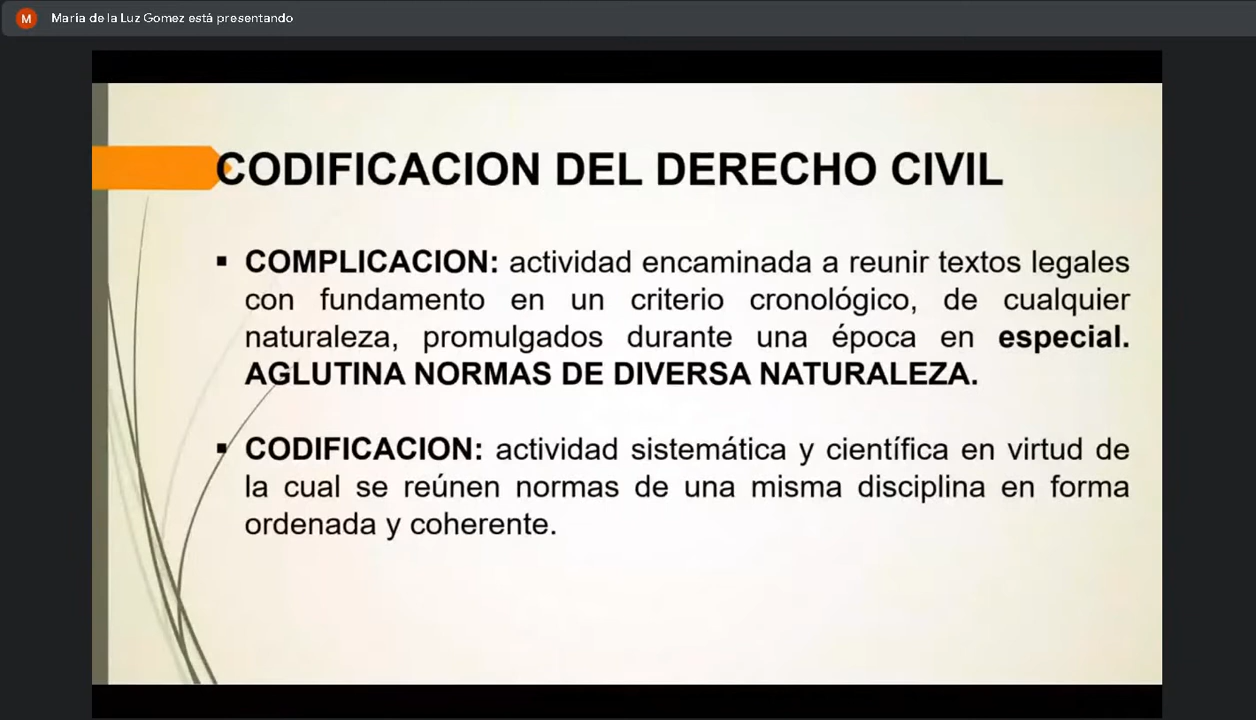 M María de la Luz Gomez está presentando
CODIFICACION DEL DERECHO CIVIL
▪ COMPLICACION: actividad encaminada a reunir textos legales
con fundamento en un criterio cronológico, de cualquier
naturaleza, promulgados durante una época en especial.
AGLUTINA NORMAS DE DIVERSA NATURALEZA.
▪ CODIFICACION: actividad sistemática y científica en virtud de
la cual se reúnen normas de una misma disciplina en forma
ordenada y coherente.